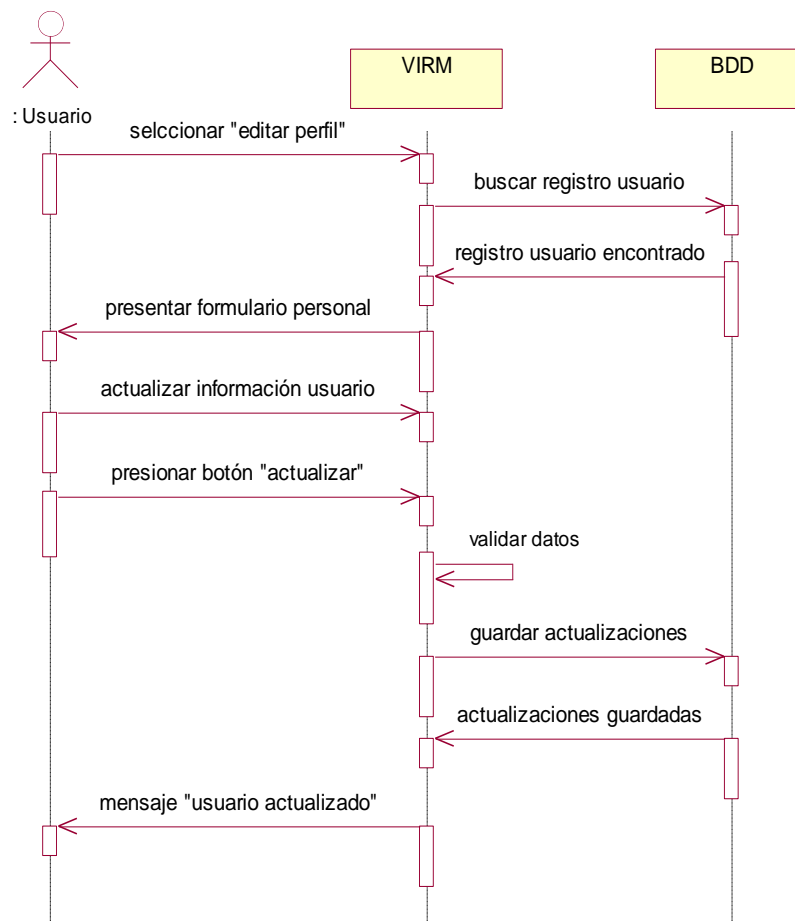 VIRM
BDD
: Usuario
selccionar "editar perfil"
buscar registro usuario
registro usuario encontrado
presentar formulario personal
actualizar información usuario
presionar botón "actualizar"
validar datos
guardar actualizaciones
actualizaciones guardadas
mensaje "usuario actualizado"